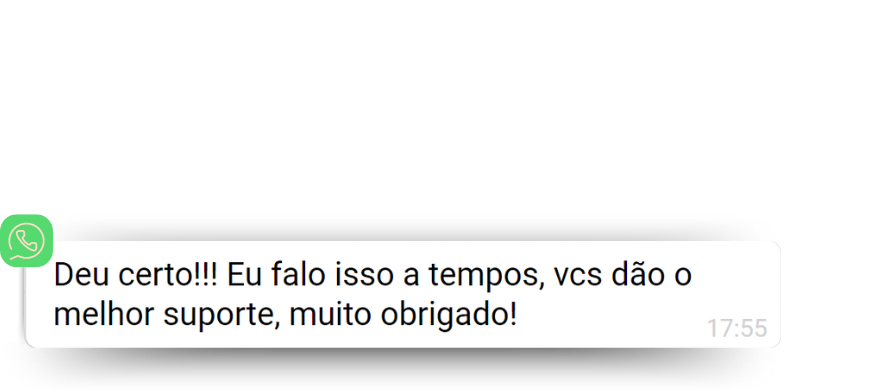 Deu certo!!! Eu falo isso a tempos, vcs dão o
melhor suporte, muito obrigado!
17:55